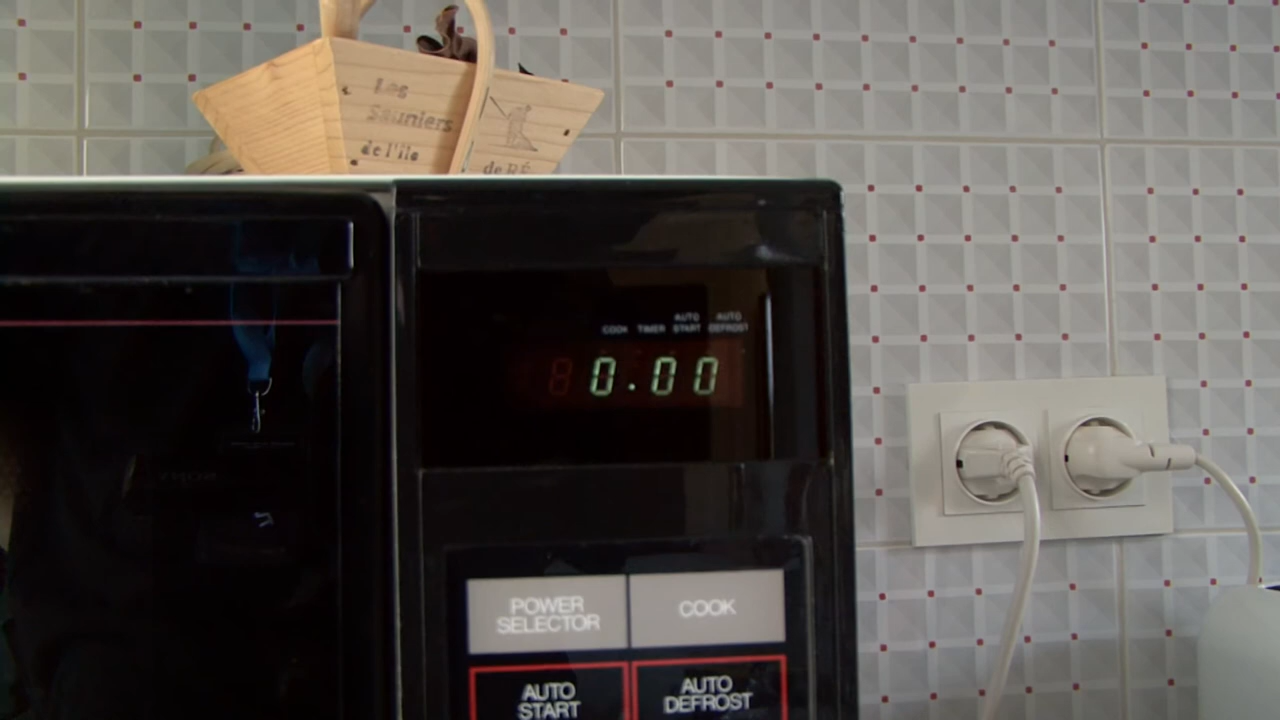 Les
Sauniers
de l'île
de RÉ
COOK TIMER AUTO START AUTO DEFROST
0.00
POWER SELECTOR
COOK
AUTO START
AUTO DEFROST